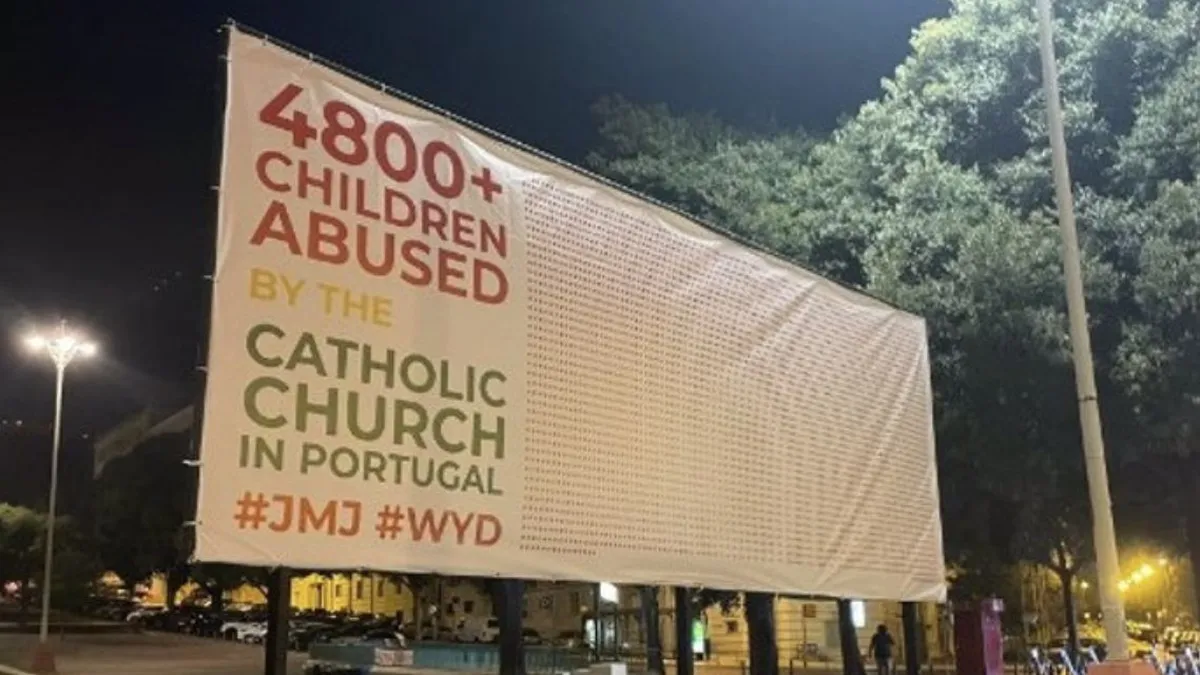 4800+
CHILDREN
ABUSED
BY THE
CATHOLIC
CHURCH
IN PORTUGAL
#JMJ #WYD